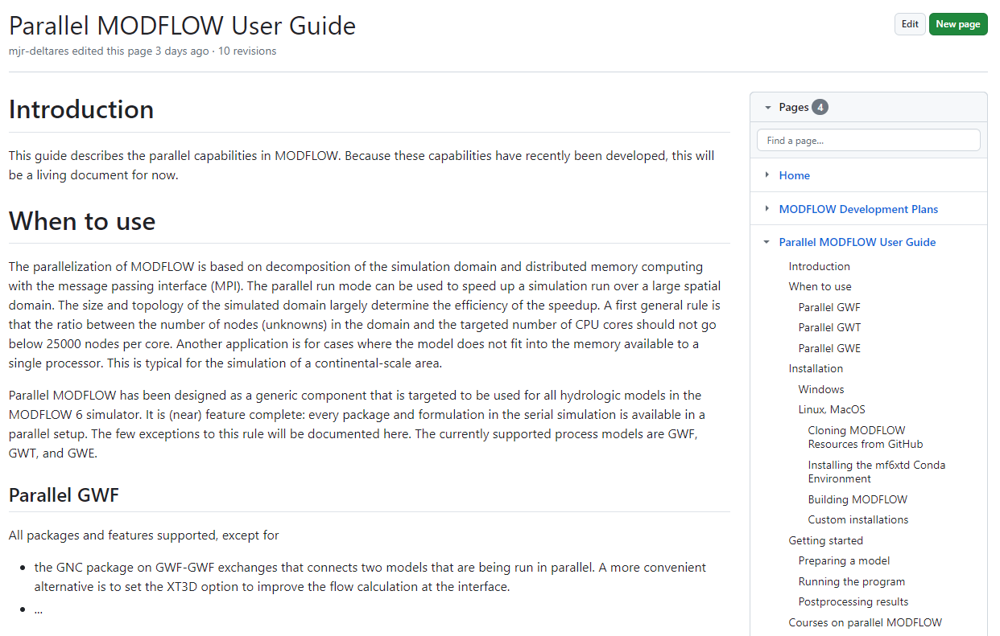 Parallel MODFLOW User Guide
Edit
New page
mjr-deltares edited this page 3 days ago · 10 revisions
Introduction
This guide describes the parallel capabilities in MODFLOW. Because these capabilities have recently been developed, this will
be a living document for now.
When to use
The parallelization of MODFLOW is based on decomposition of the simulation domain and distributed memory computing
with the message passing interface (MPI). The parallel run mode can be used to speed up a simulation run over a large spatial
domain. The size and topology of the simulated domain largely determine the efficiency of the speedup. A first general rule is
that the ratio between the number of nodes (unknowns) in the domain and the targeted number of CPU cores should not go
below 25000 nodes per core. Another application is for cases where the model does not fit into the memory available to a
single processor. This is typical for the simulation of a continental-scale area.
Parallel MODFLOW has been designed as a generic component that is targeted to be used for all hydrologic models in the
MODFLOW 6 simulator. It is (near) feature complete: every package and formulation in the serial simulation is available in a
parallel setup. The few exceptions to this rule will be documented here. The currently supported process models are GWF,
GWT, and GWE.
Parallel GWF
All packages and features supported, except for
• the GNC package on GWF-GWF exchanges that connects two models that are being run in parallel. A more convenient
alternative is to set the XT3D option to improve the flow calculation at the interface.
• ...
Pages 4
Find a page...
Home
MODFLOW Development Plans
Parallel MODFLOW User Guide
Introduction
When to use
Parallel GWF
Parallel GWT
Parallel GWE
Installation
Windows
Linux, MacOS
Cloning MODFLOW
Resources from GitHub
Installing the mf6xtd Conda
Environment
Building MODFLOW
Custom installations
Getting started
Preparing a model
Running the program
Postprocessing results
Courses on parallel MODFLOW